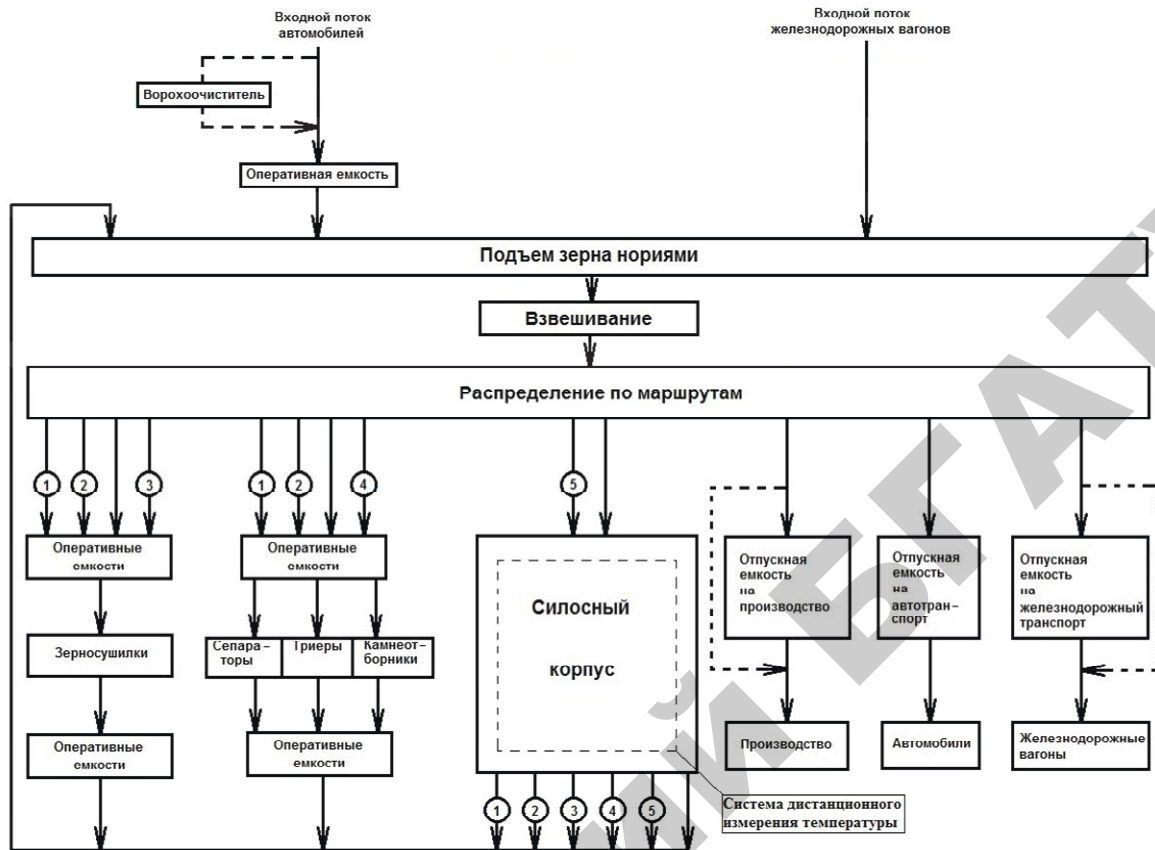 Входной поток
автомобилей
Входной поток
железнодорожных вагонов
Ворохоочиститель
Оперативная емкость
Подъем зерна нориями
Взвешивание
Распределение по маршрутам
1 2 3 1 2 4 5
Оперативные
емкости
Оперативные
емкости
Силосный
корпус
Отпускная
емкость
на
производство
Отпускная
емкость
на
автотран–
спорт
Отпускная
емкость
на
железнодорожный
транспорт
Зерносушилки
Сепара –
торы
Триеры
Камнеот –
борники
Оперативные
емкости
Оперативные
емкости
Производство
Автомобили
Железнодорожные
вагоны
1 2 3 4 5
Система дистанционного
измерения температуры
ИЙ БГАТУ